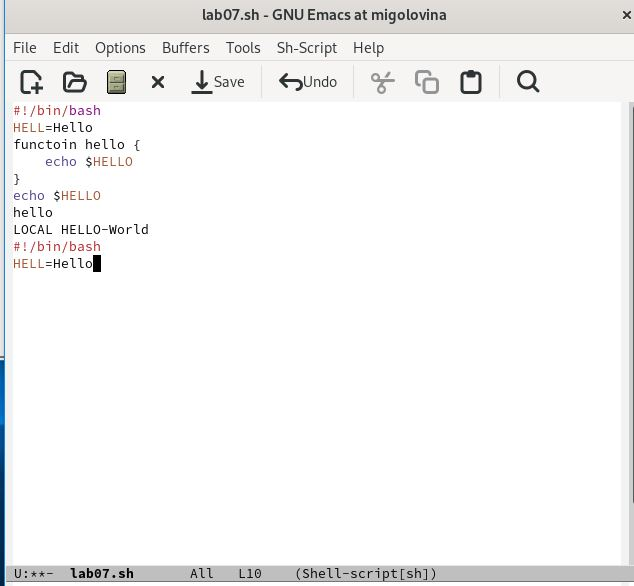 lab07.sh - GNU Emacs at migolovina
File Edit Options Buffers Tools Sh-Script Help
Save Undo
#!/bin/bash
HELL=Hello
functoin hello {
    echo $HELLO
}
echo $HELLO
hello
LOCAL HELLO-World
#!/bin/bash
HELL=Hello
U:**- lab07.sh All L10 (Shell-script[sh])